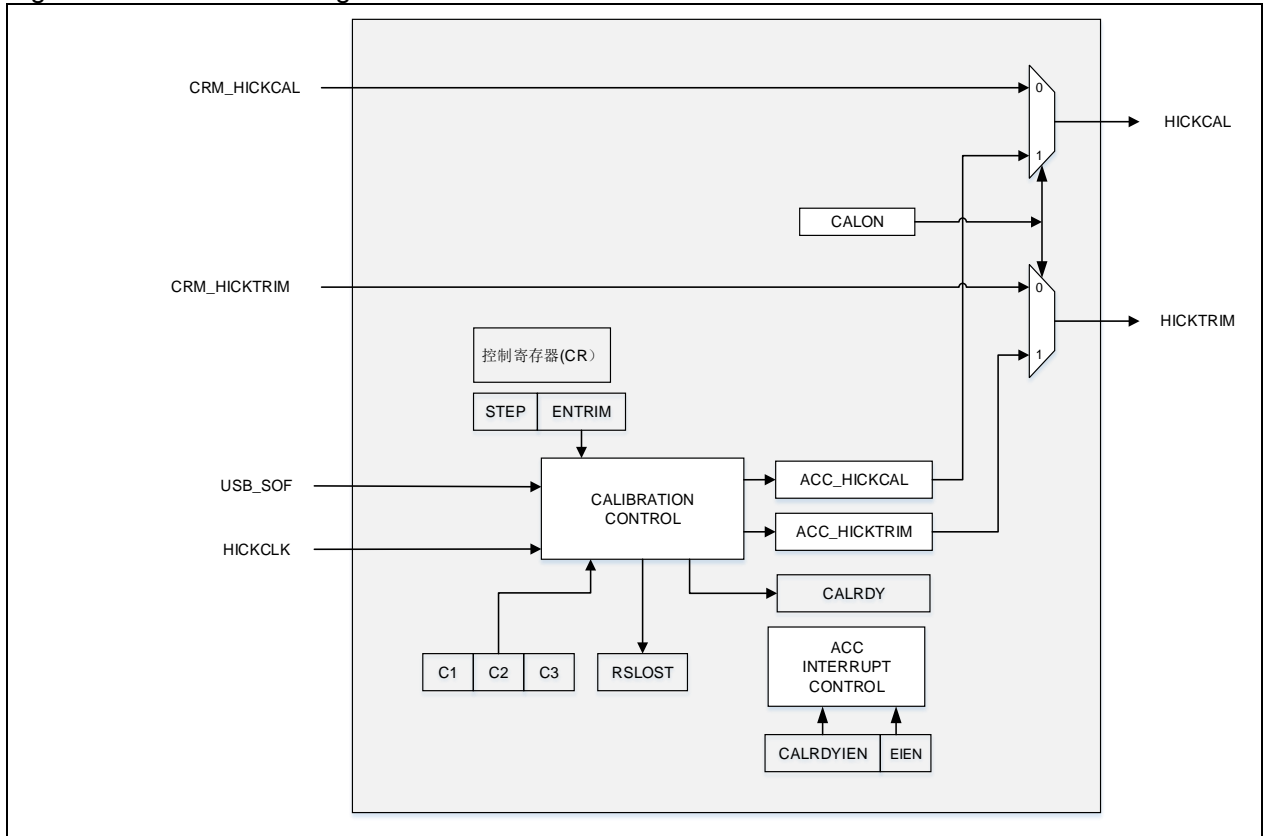 CRM_HICKCAL
0
HICKCAL
1
CALON
CRM_HICKTRIM
0
HICKTRIM
1
控制寄存器(CR）
STEP ENTRIM
USB_SOF
CALIBRATION
CONTROL
ACC_HICKCAL
HICKCLK
ACC_HICKTRIM
CALRDY
ACC
INTERRUPT
CONTROL
C1 C2 C3
RSLOST
CALRDYIEN EIEN